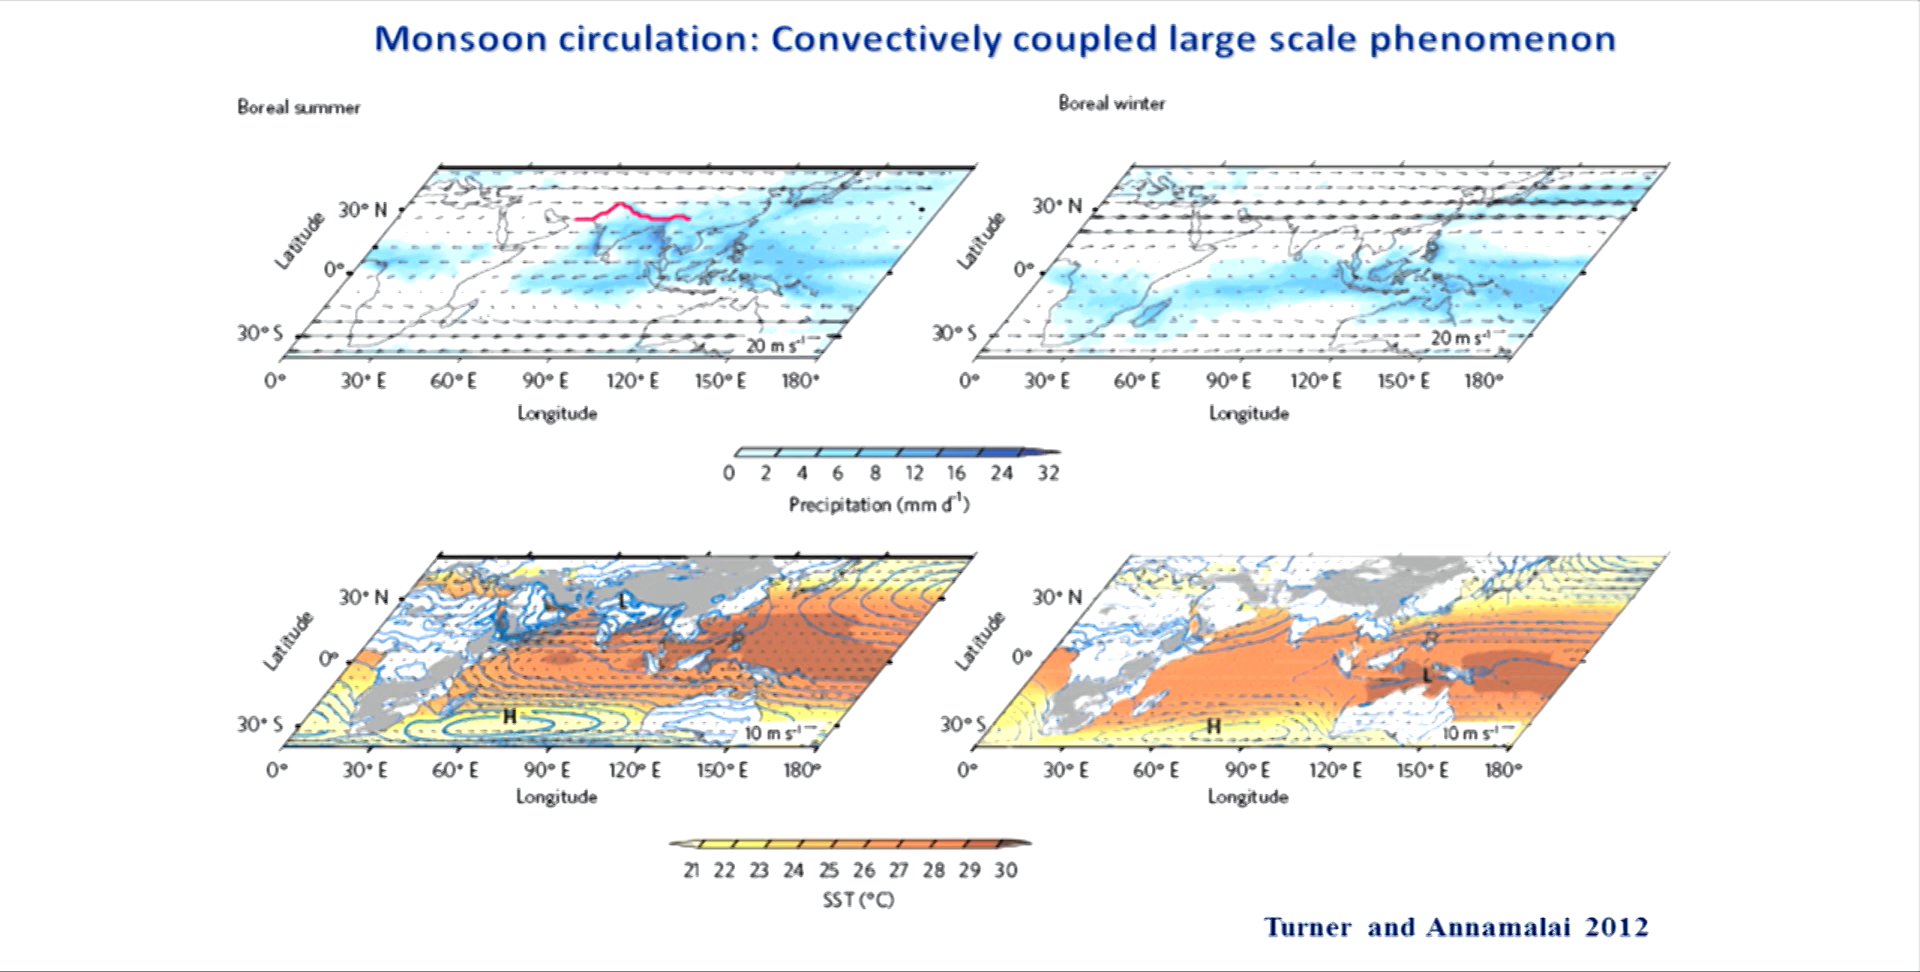 Monsoon circulation: Convectively coupled large scale phenomenon
Boreal summer
Boreal winter
Latitude
30° N
0°
30° S
20 m s⁻¹
0° 30° E 60° E 90° E 120° E 150° E 180°
Longitude
Latitude
30° N
0°
30° S
20 m s⁻¹
0° 30° E 60° E 90° E 120° E 150° E 180°
Longitude
0 2 4 6 8 12 16 24 32
Precipitation (mm d⁻¹)
Latitude
30° N
0°
30° S
L
H
10 m s⁻¹
0° 30° E 60° E 90° E 120° E 150° E 180°
Longitude
Latitude
30° N
0°
30° S
L
H
10 m s⁻¹
0° 30° E 60° E 90° E 120° E 150° E 180°
Longitude
21 22 23 24 25 26 27 28 29 30
SST (°C)
Turner and Annamalai 2012